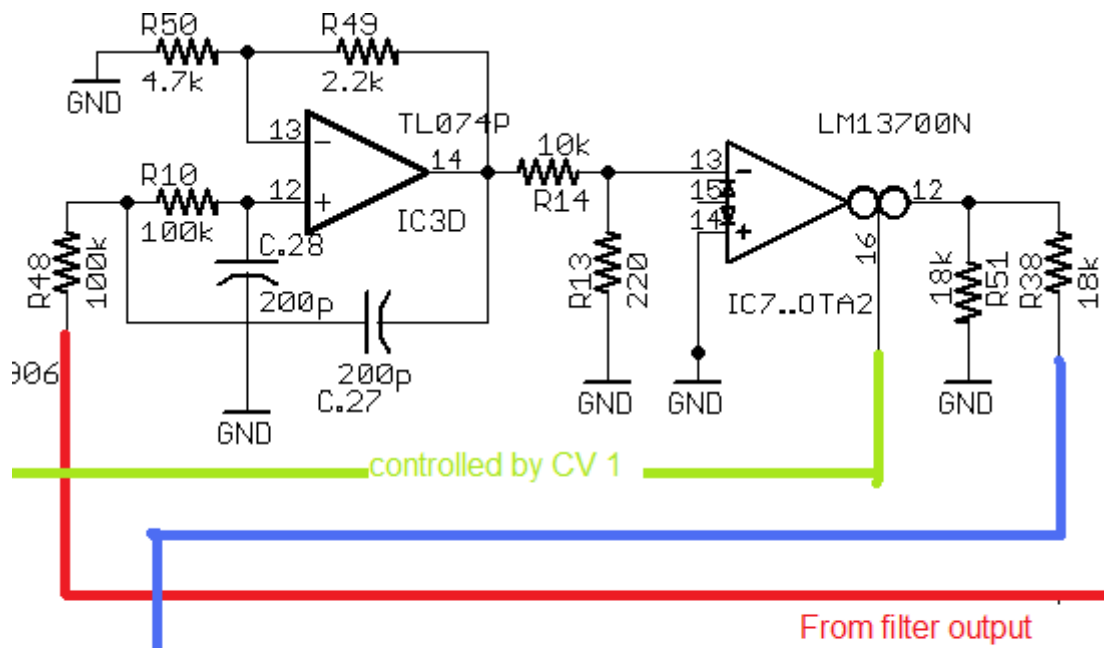 R50
R49
4.7k
2.2k
GND
13
TL074P
LM13700N
14
10k
13
R10
12
R14
15
12
100k
IC3D
14
C.28
16
R48
100k
200p
R13
220
IC7..OTA2
18k
R51
R38
18k
906
200p
C.27
GND
GND
GND
GND
controlled by CV 1
From filter output